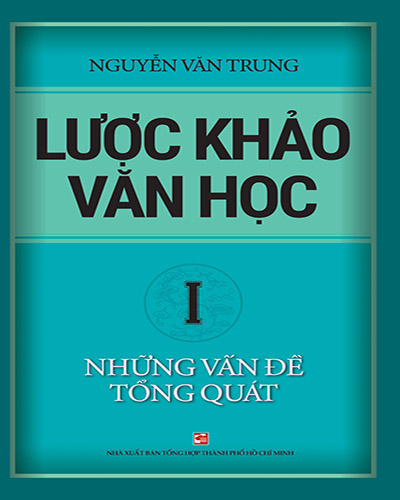 NGUYỄN VĂN TRUNG
LƯỢC KHẢO
VĂN HỌC
I
NHỮNG VẤN ĐỀ
TỔNG QUÁT
NHÀ XUẤT BẢN TỔNG HỢP THÀNH PHỐ HỒ CHÍ MINH